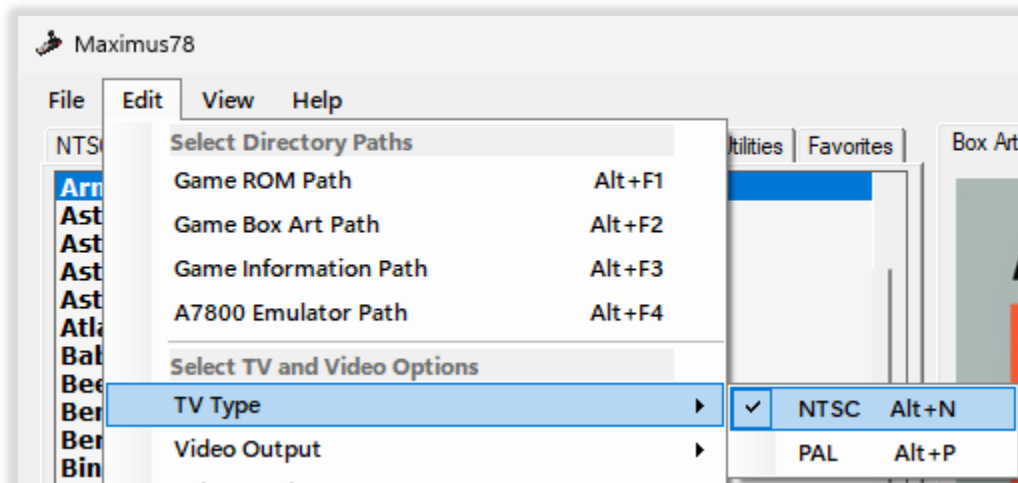 Maximus78
File Edit View Help
Select Directory Paths
Favorites
Box Art
Game ROM Path Alt+F1
Game Box Art Path Alt+F2
Game Information Path Alt+F3
A7800 Emulator Path Alt+F4
Select TV and Video Options
TV Type
NTSC Alt+N
Video Output
PAL Alt+P